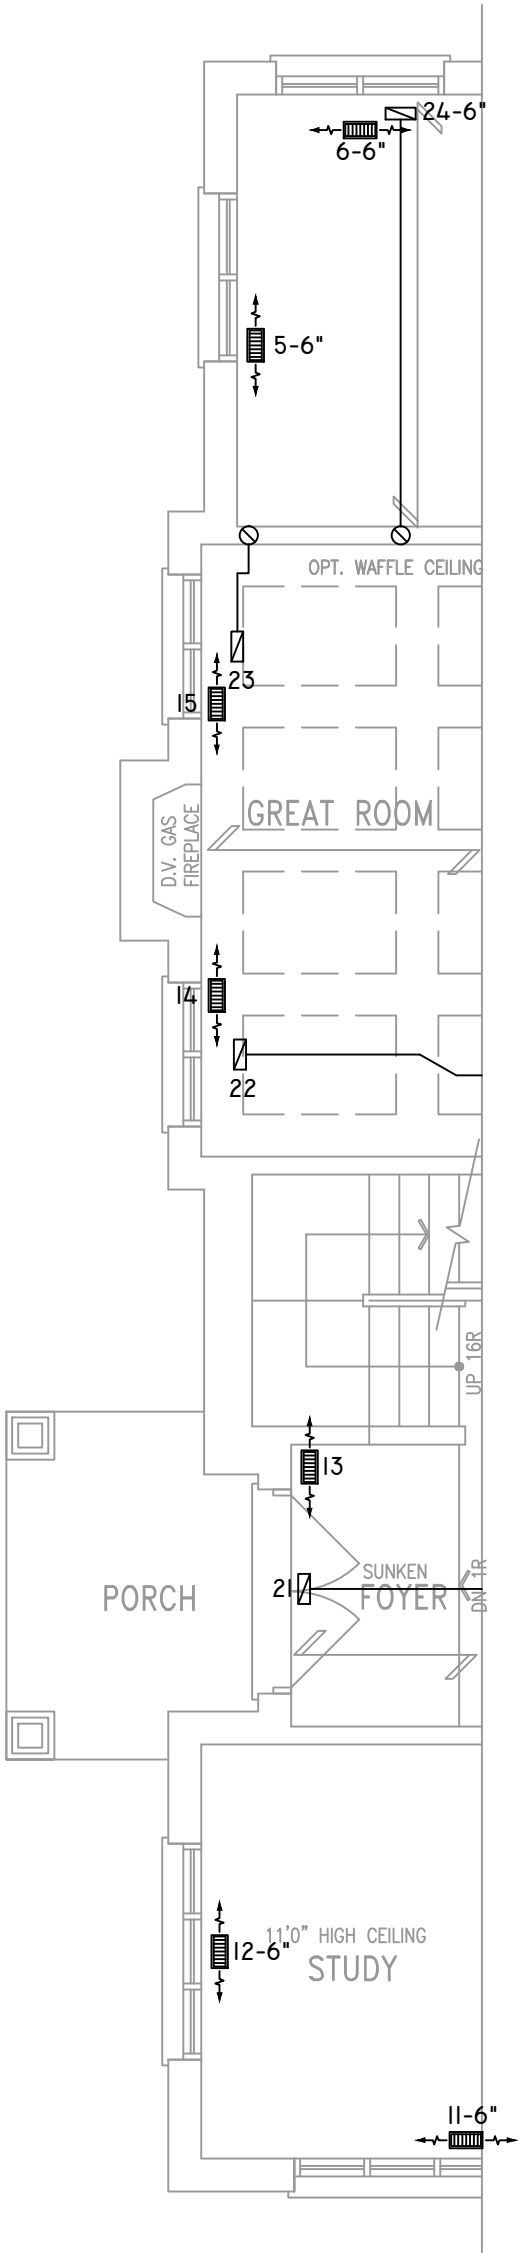 24-6"
6-6"
5-6"
OPT. WAFFLE CEILING
23
15
GREAT ROOM
D.V. GAS
FIREPLACE
14
22
UP 16R
13
SUNKEN
21
FOYER
DN 1R
PORCH
11'0" HIGH CEILING
12-6"
STUDY
11-6"